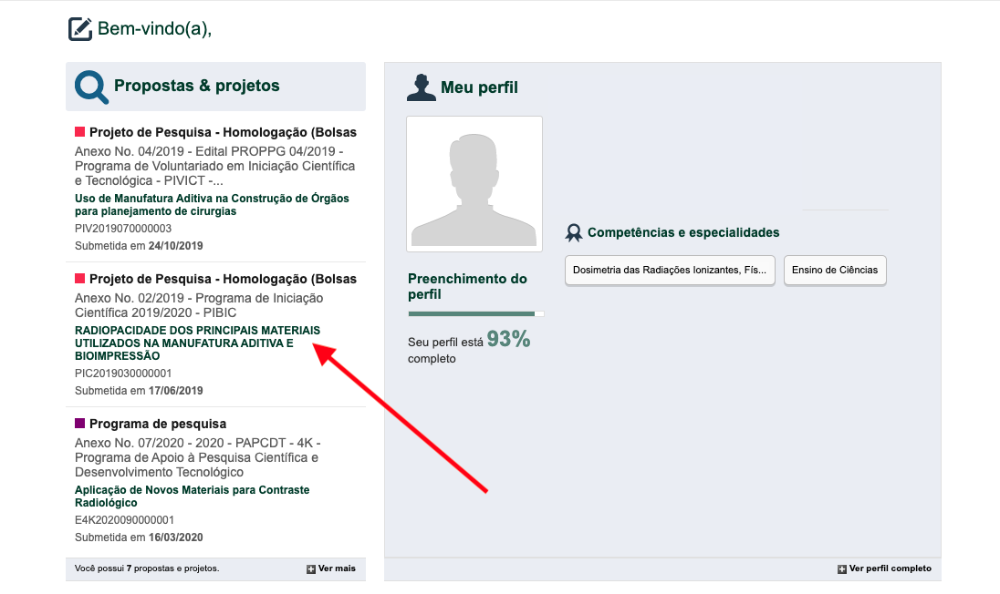 Bem-vindo(a),
Propostas & projetos
Projeto de Pesquisa - Homologação (Bolsas
Anexo No. 04/2019 - Edital PROPPG 04/2019 -
Programa de Voluntariado em Iniciação Científica
e Tecnológica - PIVICT -...
Uso de Manufatura Aditiva na Construção de Órgãos
para planejamento de cirurgias
PIV2019070000003
Submetida em 24/10/2019
Projeto de Pesquisa - Homologação (Bolsas
Anexo No. 02/2019 - Programa de Iniciação
Científica 2019/2020 - PIBIC
RADIOPACIDADE DOS PRINCIPAIS MATERIAIS
UTILIZADOS NA MANUFATURA ADITIVA E
BIOIMPRESSÃO
PIC2019030000001
Submetida em 17/06/2019
Programa de pesquisa
Anexo No. 07/2020 - 2020 - PAPCDT - 4K -
Programa de Apoio à Pesquisa Científica e
Desenvolvimento Tecnológico
Aplicação de Novos Materiais para Contraste
Radiológico
E4K2020090000001
Submetida em 16/03/2020
Você possui 7 propostas e projetos.
Ver mais
Meu perfil
Preenchimento do
perfil
Seu perfil está 93%
completo
Competências e especialidades
Dosimetria das Radiações Ionizantes, Fís...
Ensino de Ciências
Ver perfil completo